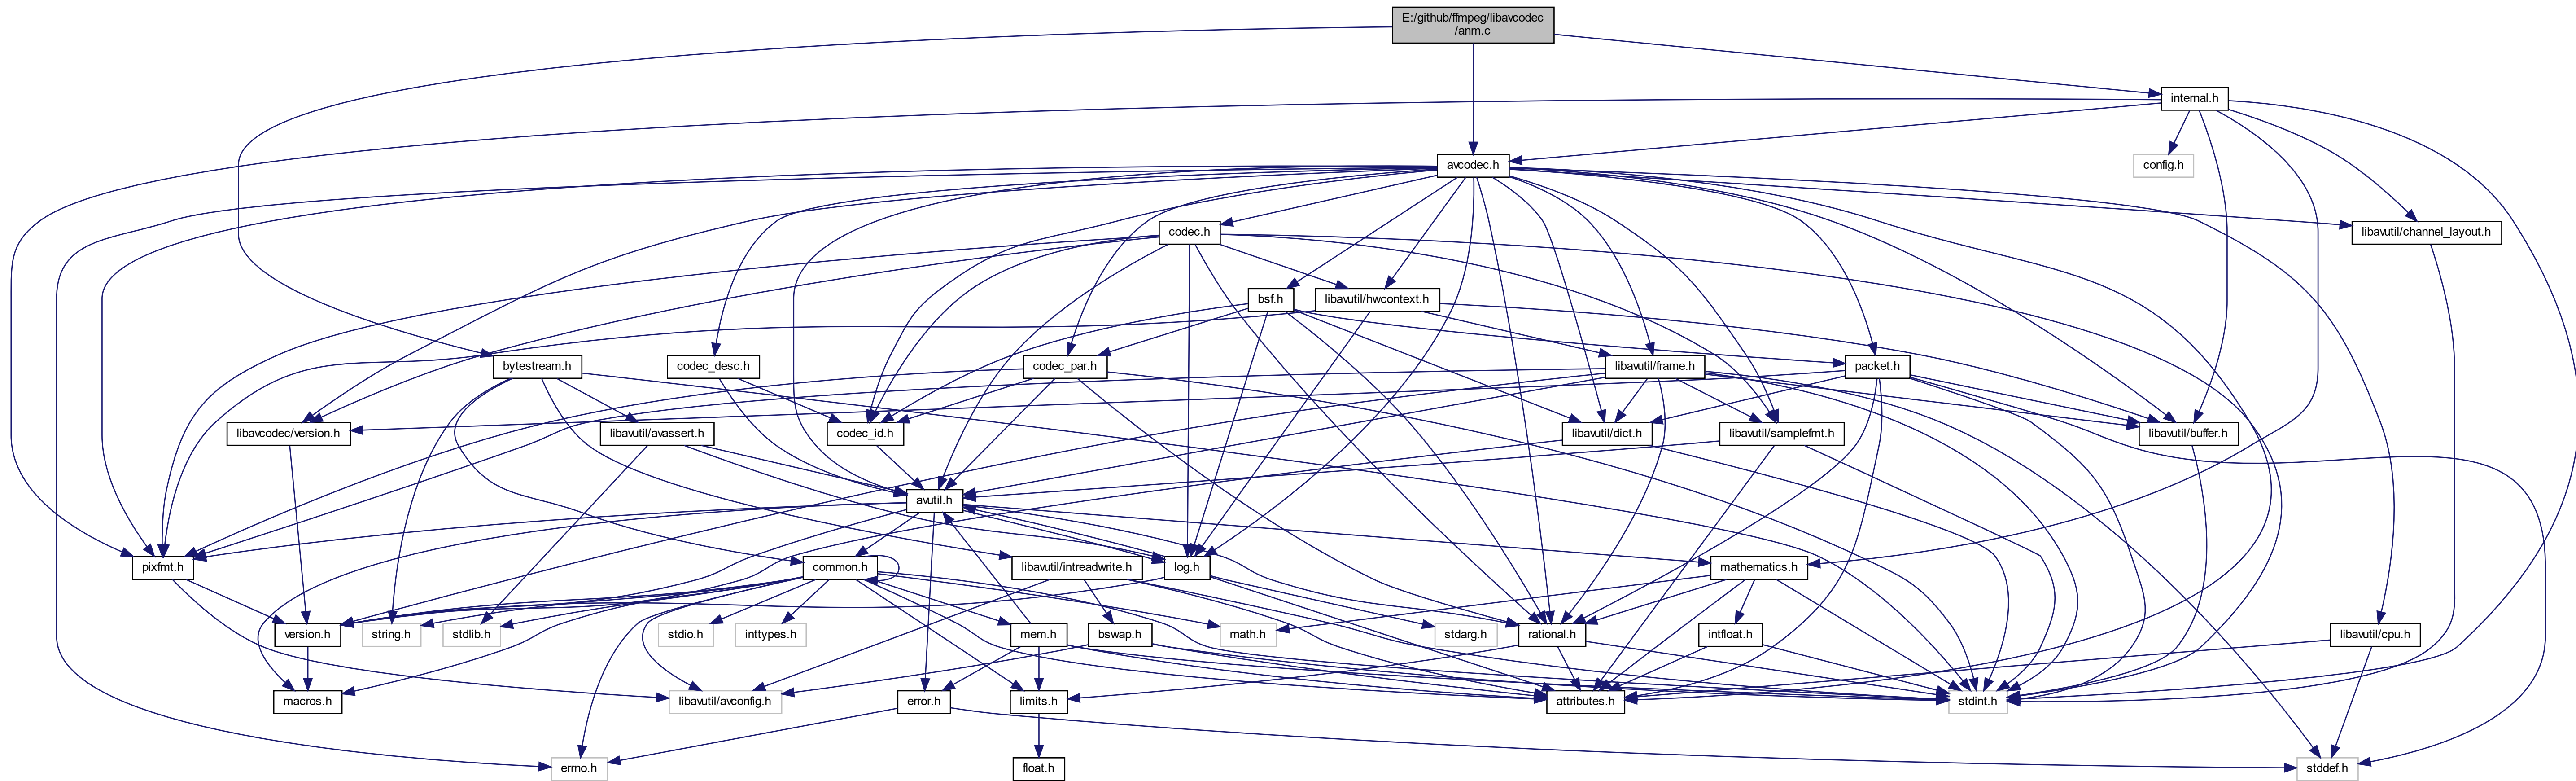 E:/github/ffmpeg/libavcodec
/anm.c
internal.h
avcodec.h
config.h
codec.h
libavutil/channel_layout.h
bsf.h
libavutil/hwcontext.h
bytestream.h
codec_desc.h
codec_par.h
libavutil/frame.h
packet.h
libavcodec/version.h
libavutil/avassert.h
codec_id.h
libavutil/dict.h
libavutil/samplefmt.h
libavutil/buffer.h
avutil.h
pixfmt.h
common.h
libavutil/intreadwrite.h
log.h
mathematics.h
version.h
string.h
stdlib.h
stdio.h
inttypes.h
mem.h
bswap.h
math.h
stdarg.h
rational.h
intfloat.h
libavutil/cpu.h
macros.h
libavutil/avconfig.h
error.h
limits.h
attributes.h
stdint.h
errno.h
float.h
stddef.h